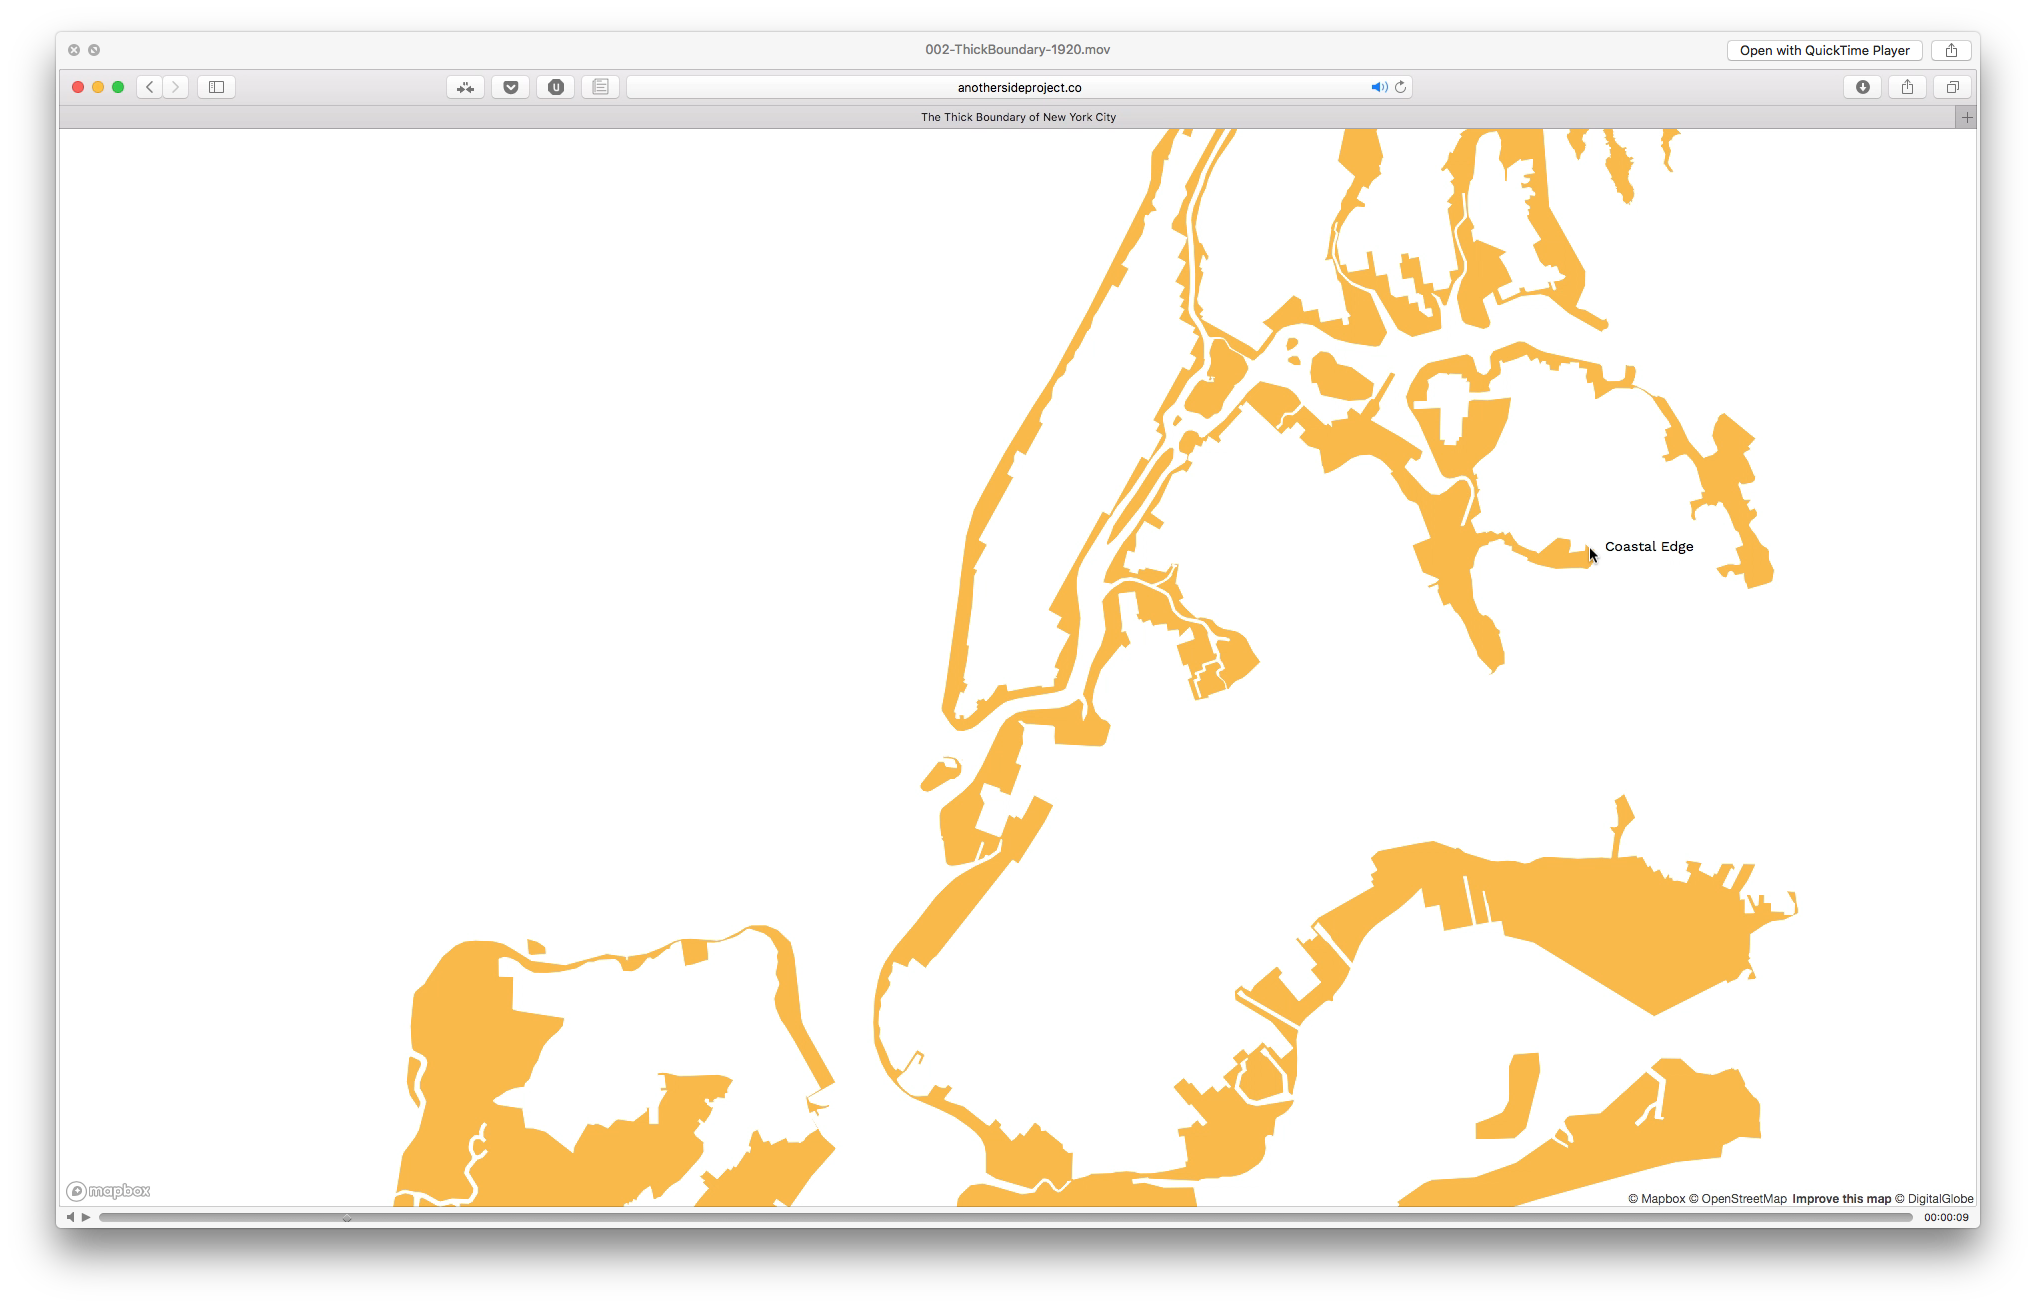 002-ThickBoundary-1920.mov
Open with QuickTime Player
anothersideproject.co
The Thick Boundary of New York City
Coastal Edge
mapbox
© Mapbox © OpenStreetMap Improve this map © DigitalGlobe
00:00:09